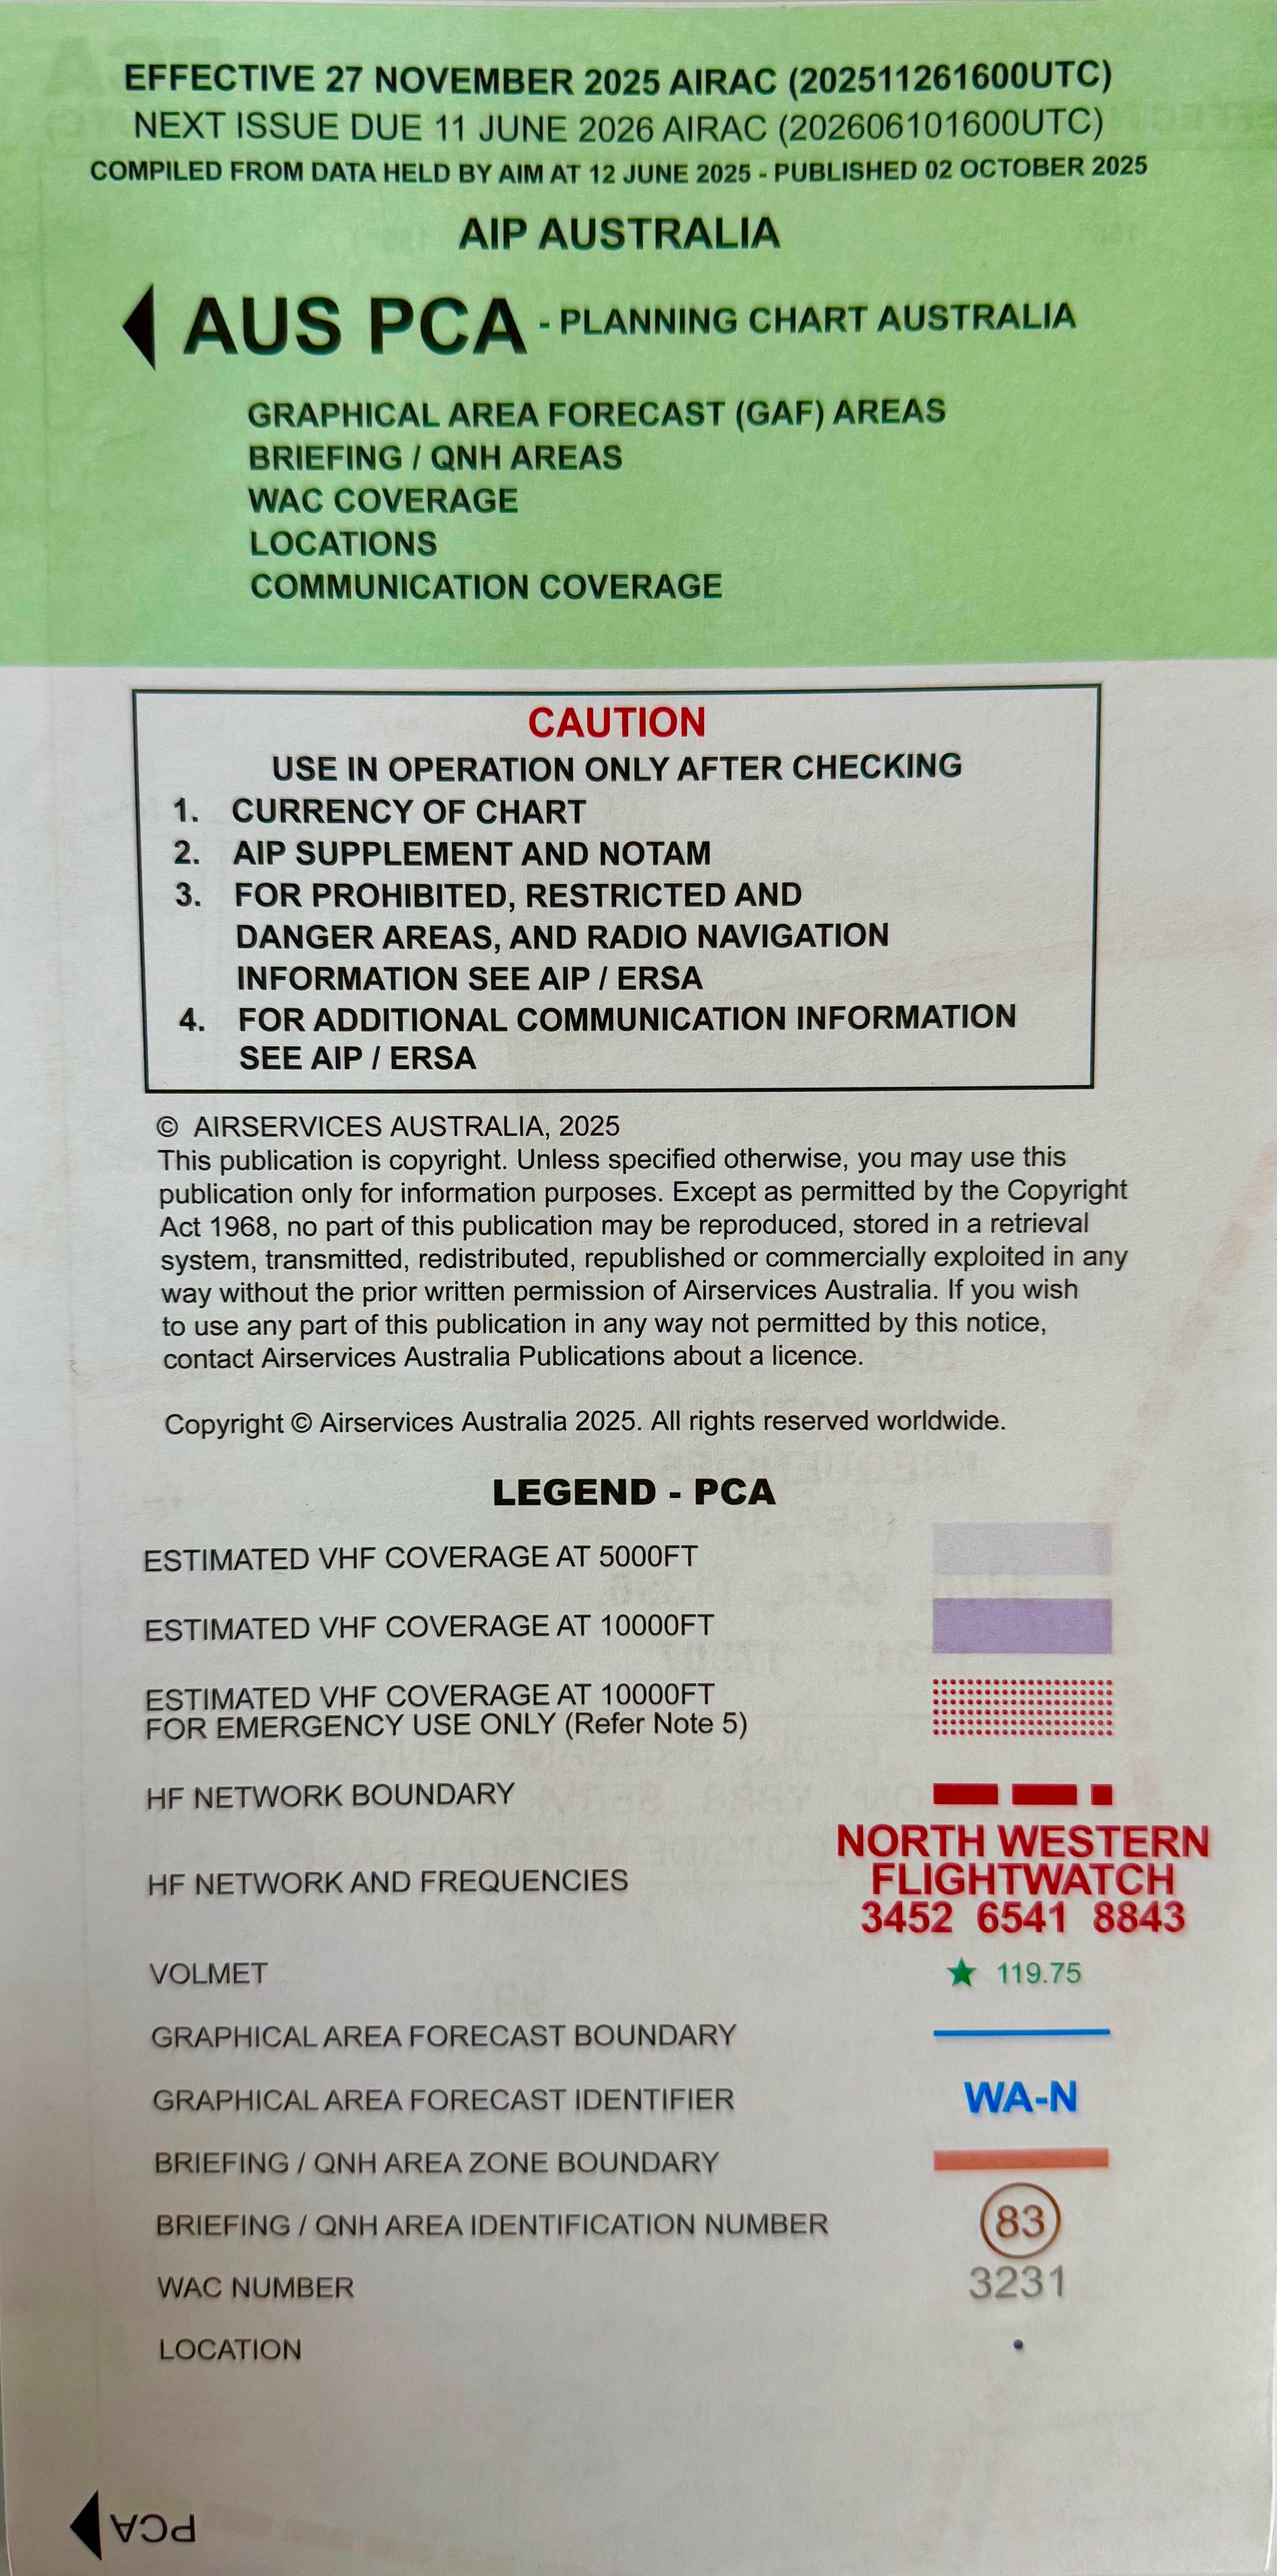 EFFECTIVE 27 NOVEMBER 2025 AIRAC (202511261600UTC)
NEXT ISSUE DUE 11 JUNE 2026 AIRAC (202606101600UTC)
COMPILED FROM DATA HELD BY AIM AT 12 JUNE 2025 - PUBLISHED 02 OCTOBER 2025
AIP AUSTRALIA
AUS PCA - PLANNING CHART AUSTRALIA
GRAPHICAL AREA FORECAST (GAF) AREAS
BRIEFING / QNH AREAS
WAC COVERAGE
LOCATIONS
COMMUNICATION COVERAGE
CAUTION
USE IN OPERATION ONLY AFTER CHECKING
1. CURRENCY OF CHART
2. AIP SUPPLEMENT AND NOTAM
3. FOR PROHIBITED, RESTRICTED AND
DANGER AREAS, AND RADIO NAVIGATION
INFORMATION SEE AIP / ERSA
4. FOR ADDITIONAL COMMUNICATION INFORMATION
SEE AIP / ERSA
© AIRSERVICES AUSTRALIA, 2025
This publication is copyright. Unless specified otherwise, you may use this
publication only for information purposes. Except as permitted by the Copyright
Act 1968, no part of this publication may be reproduced, stored in a retrieval
system, transmitted, redistributed, republished or commercially exploited in any
way without the prior written permission of Airservices Australia. If you wish
to use any part of this publication in any way not permitted by this notice,
contact Airservices Australia Publications about a licence.
Copyright © Airservices Australia 2025. All rights reserved worldwide.
LEGEND - PCA
ESTIMATED VHF COVERAGE AT 5000FT
ESTIMATED VHF COVERAGE AT 10000FT
ESTIMATED VHF COVERAGE AT 10000FT
FOR EMERGENCY USE ONLY (Refer Note 5)
HF NETWORK BOUNDARY
HF NETWORK AND FREQUENCIES
NORTH WESTERN
FLIGHTWATCH
3452 6541 8843
VOLMET ★ 119.75
GRAPHICAL AREA FORECAST BOUNDARY
GRAPHICAL AREA FORECAST IDENTIFIER WA-N
BRIEFING / QNH AREA ZONE BOUNDARY
BRIEFING / QNH AREA IDENTIFICATION NUMBER 83
WAC NUMBER 3231
LOCATION
PCA